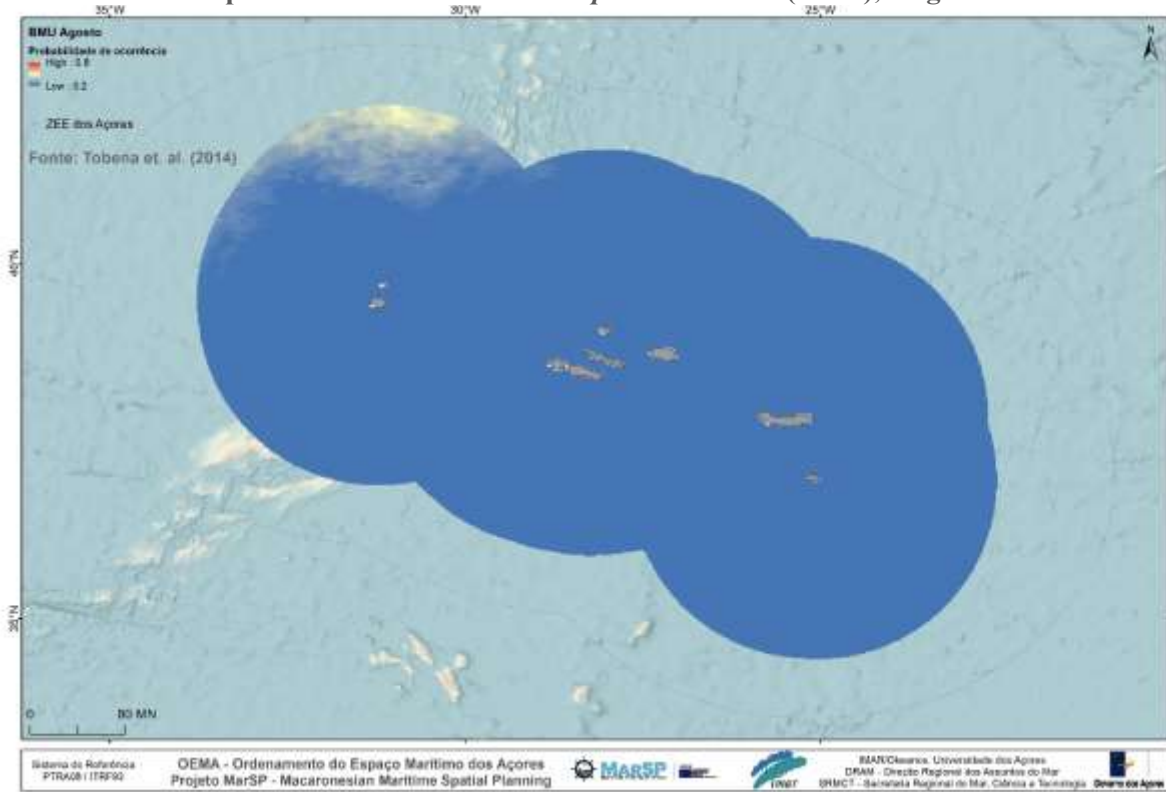 35°W
30°W
25°W
BMU Agosto
Probabilidade de ocorrência
High : 0.8
Low : 0.2
ZEE dos Açores
Fonte: Tobena et. al. (2014)
N
40°N
35°N
0 80 MN
Sistema de Referência
PTRA08 / ITRF93
OEMA - Ordenamento do Espaço Marítimo dos Açores
Projeto MarSP - Macaronesian Maritime Spatial Planning
MARSP
IMAR/Okeanos, Universidade dos Açores
DRAM - Direção Regional dos Assuntos do Mar
SRMCT - Secretaria Regional do Mar, Ciência e Tecnologia
Governo dos Açores